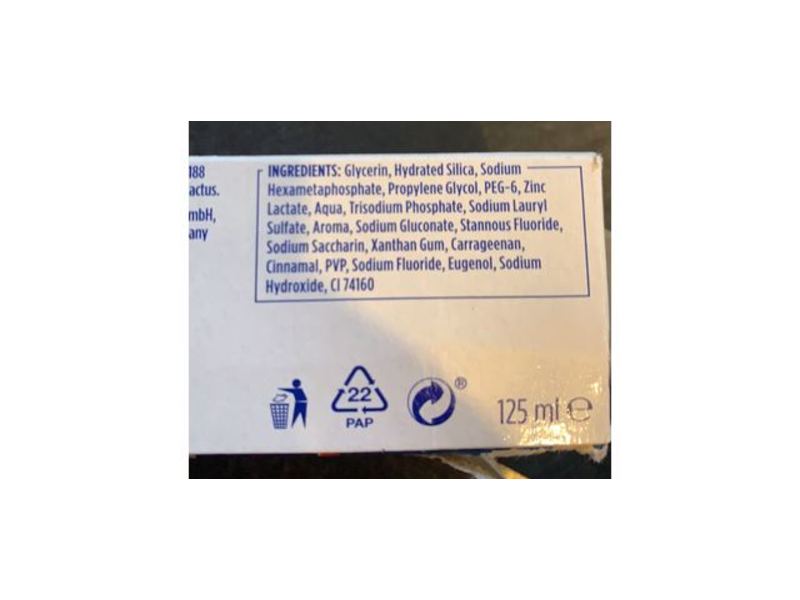 188
actus.
mbH,
any
INGREDIENTS: Glycerin, Hydrated Silica, Sodium
Hexametaphosphate, Propylene Glycol, PEG-6, Zinc
Lactate, Aqua, Trisodium Phosphate, Sodium Lauryl
Sulfate, Aroma, Sodium Gluconate, Stannous Fluoride,
Sodium Saccharin, Xanthan Gum, Carrageenan,
Cinnamal, PVP, Sodium Fluoride, Eugenol, Sodium
Hydroxide, CI 74160
22
PAP
®
125 ml ℮